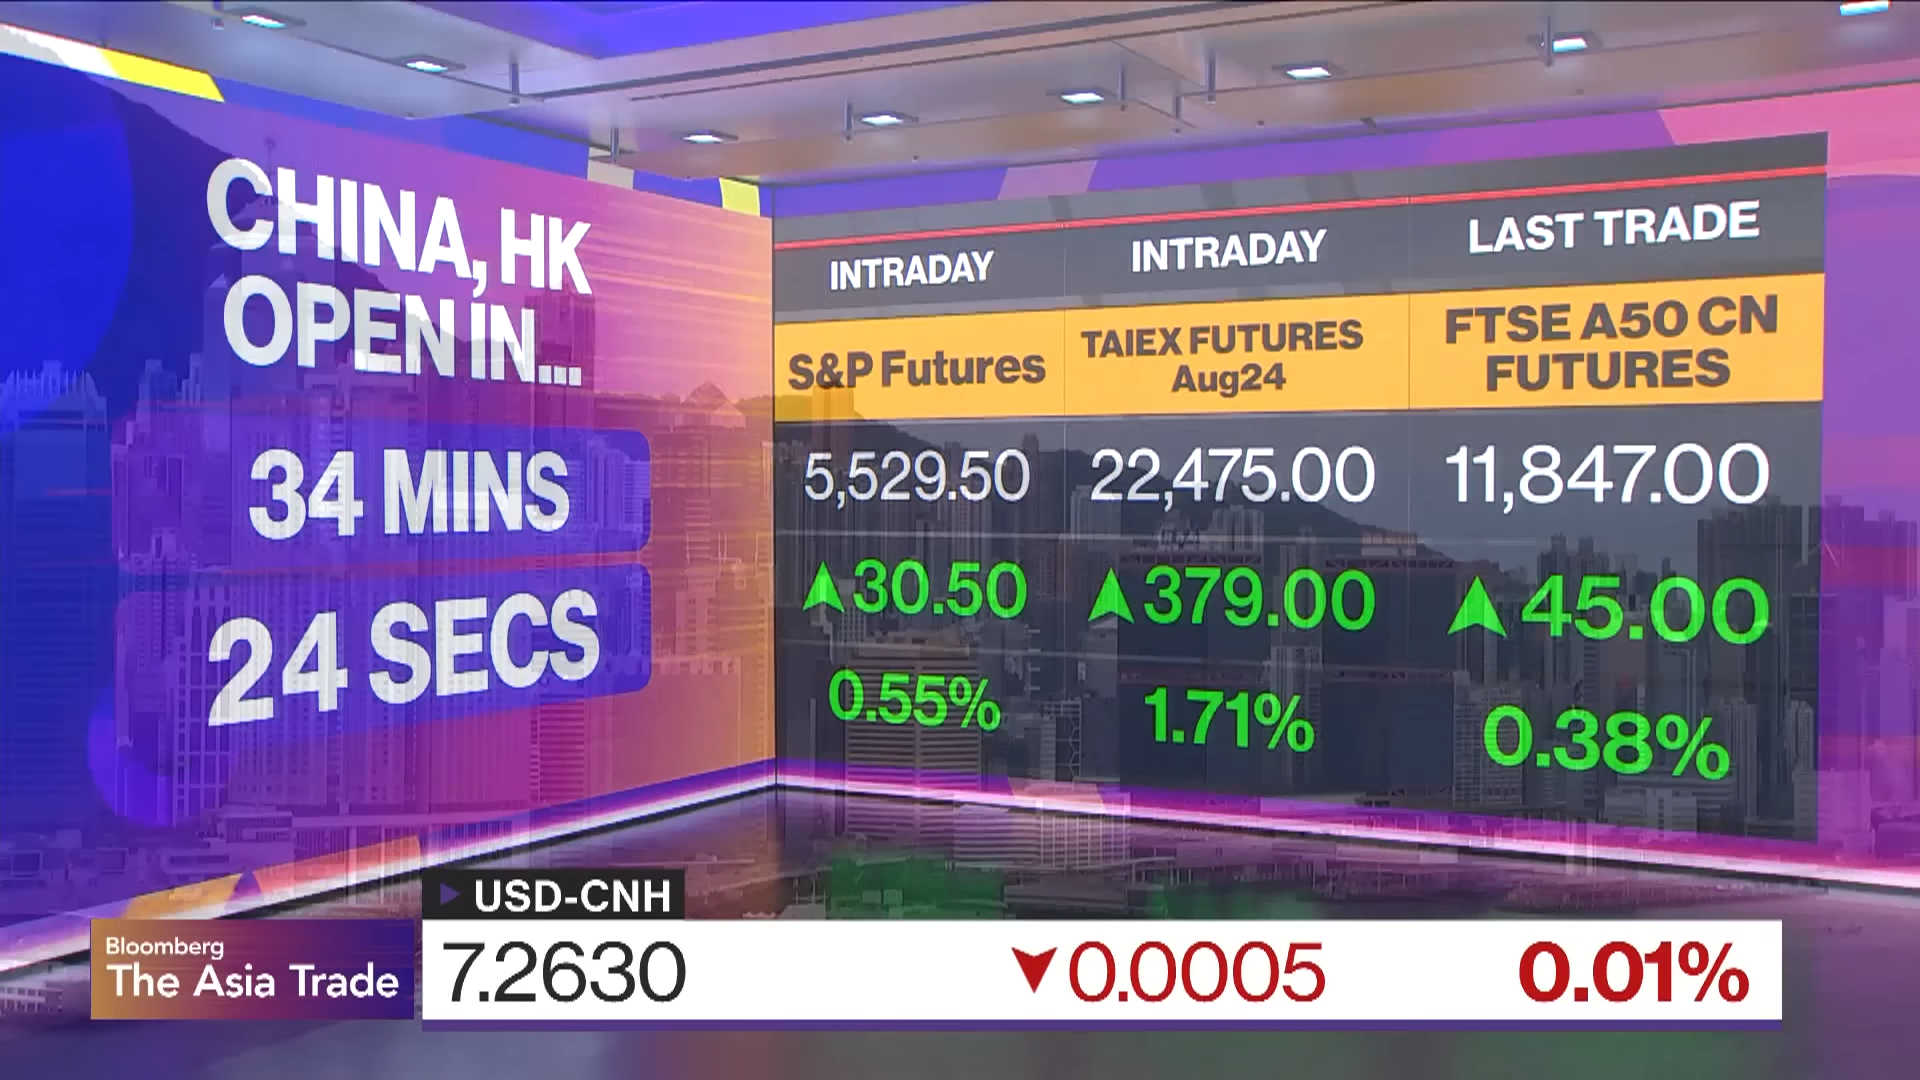 CHINA, HK
OPEN IN...
34 MINS
24 SECS
INTRADAY
INTRADAY
LAST TRADE
S&P Futures
TAIEX FUTURES
Aug24
FTSE A50 CN
FUTURES
5,529.50
22,475.00
11,847.00
▲30.50
▲379.00
▲45.00
0.55%
1.71%
0.38%
USD-CNH
Bloomberg
The Asia Trade
7.2630
▼0.0005
0.01%